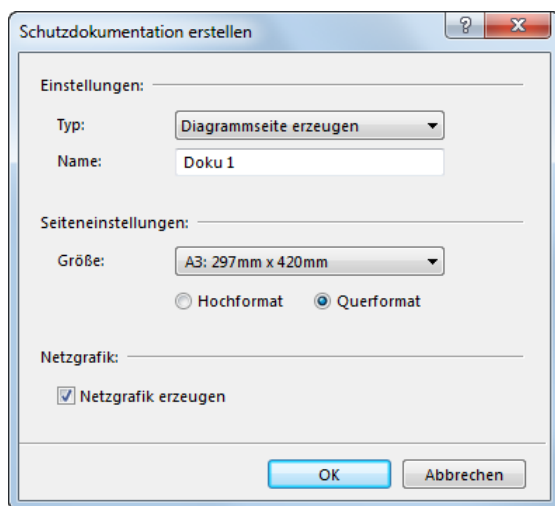 Schutzdokumentation erstellen
Einstellungen:
Typ: Diagrammseite erzeugen
Name: Doku 1
Seiteneinstellungen:
Größe: A3: 297mm x 420mm
Hochformat Querformat
Netzgrafik:
Netzgrafik erzeugen
OK Abbrechen